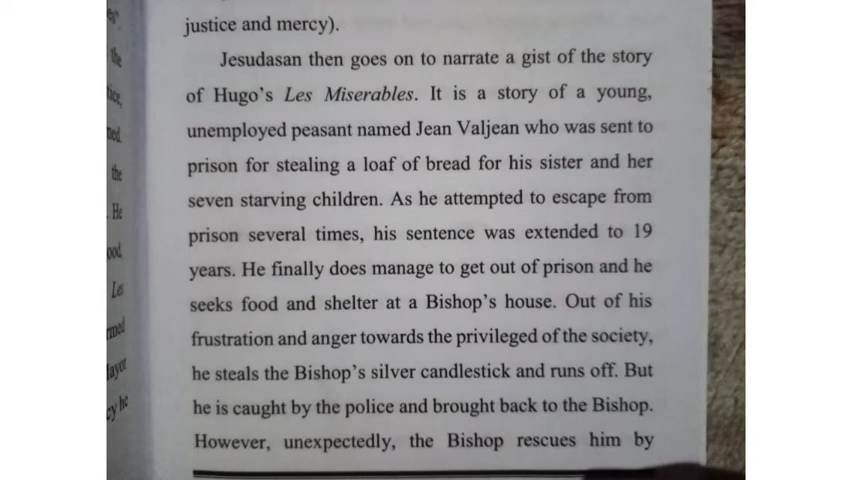 justice and mercy).
Jesudasan then goes on to narrate a gist of the story
of Hugo's Les Miserables. It is a story of a young,
unemployed peasant named Jean Valjean who was sent to
prison for stealing a loaf of bread for his sister and her
seven starving children. As he attempted to escape from
prison several times, his sentence was extended to 19
years. He finally does manage to get out of prison and he
seeks food and shelter at a Bishop's house. Out of his
frustration and anger towards the privileged of the society,
he steals the Bishop's silver candlestick and runs off. But
he is caught by the police and brought back to the Bishop.
However, unexpectedly, the Bishop rescues him by